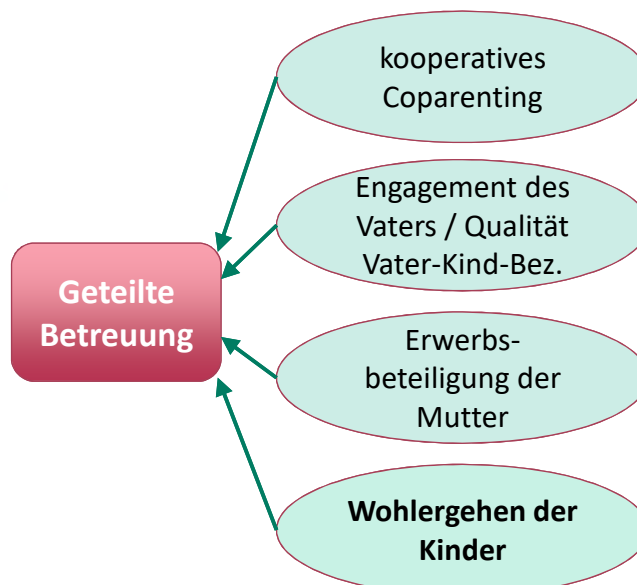 kooperatives
Coparenting
Engagement des
Vaters / Qualität
Vater-Kind-Bez.
Geteilte
Betreuung
Erwerbs-
beteiligung der
Mutter
Wohlergehen der
Kinder